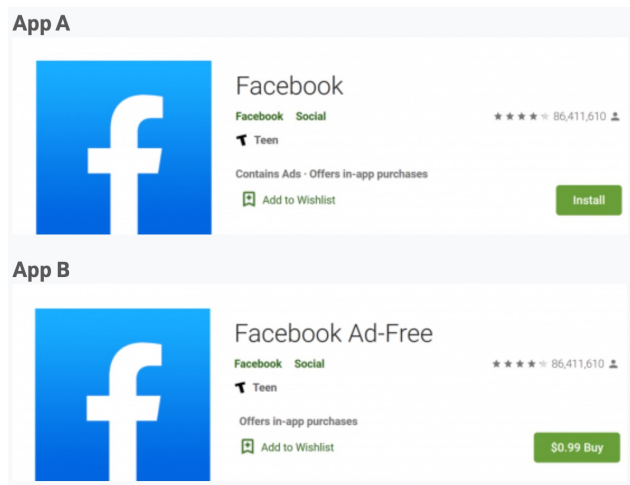 App A
Facebook
Facebook Social 86,411,610
Teen
Contains Ads · Offers in-app purchases
Add to Wishlist
Install
App B
Facebook Ad-Free
Facebook Social 86,411,610
Teen
Offers in-app purchases
Add to Wishlist
$0.99 Buy